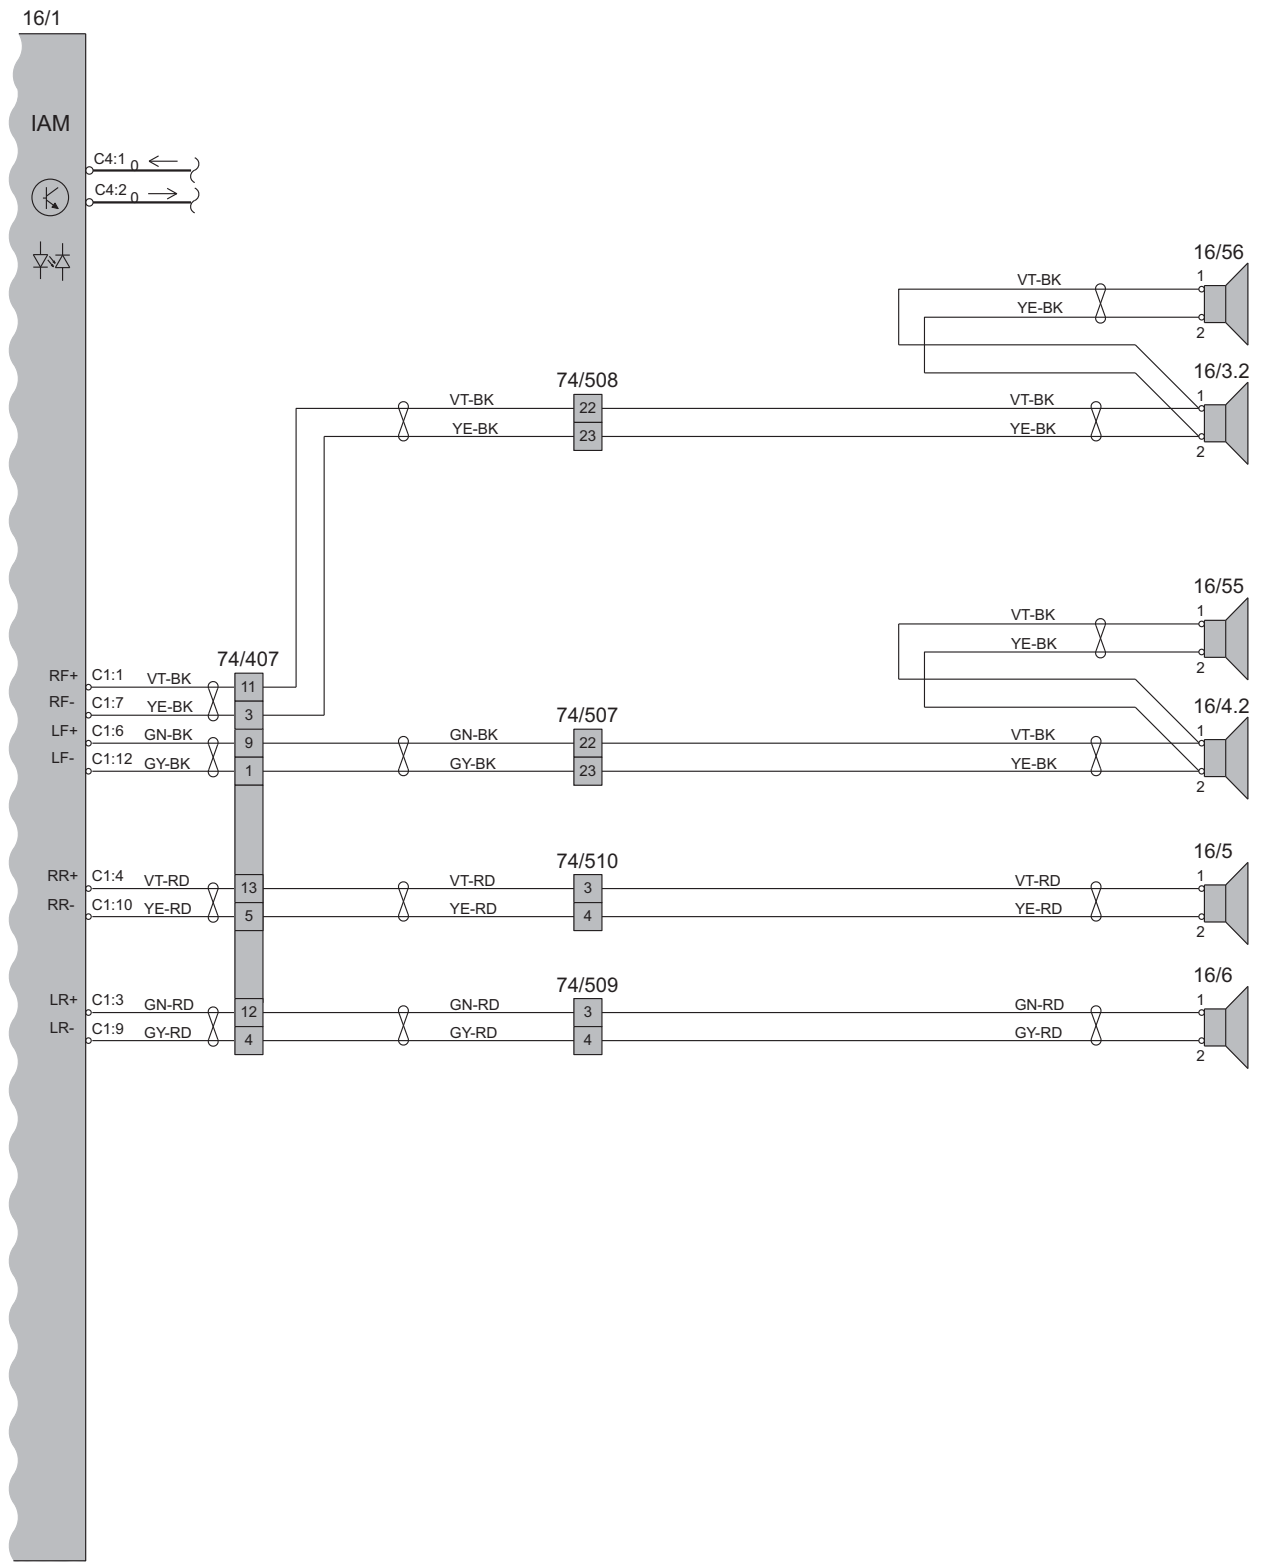 16/1
IAM
C4:1 0
C4:2 0
16/56
1
VT-BK
YE-BK
2
16/3.2
74/508
1
VT-BK 22 VT-BK
YE-BK 23 YE-BK
2
16/55
1
VT-BK
YE-BK
2
74/407
RF+ C1:1 VT-BK 11
RF- C1:7 YE-BK 3
16/4.2
74/507
1
LF+ C1:6 GN-BK 9 GN-BK 22 VT-BK
LF- C1:12 GY-BK 1 GY-BK 23 YE-BK
2
16/5
74/510
1
RR+ C1:4 VT-RD 13 VT-RD 3 VT-RD
RR- C1:10 YE-RD 5 YE-RD 4 YE-RD
2
16/6
74/509
1
LR+ C1:3 GN-RD 12 GN-RD 3 GN-RD
LR- C1:9 GY-RD 4 GY-RD 4 GY-RD
2